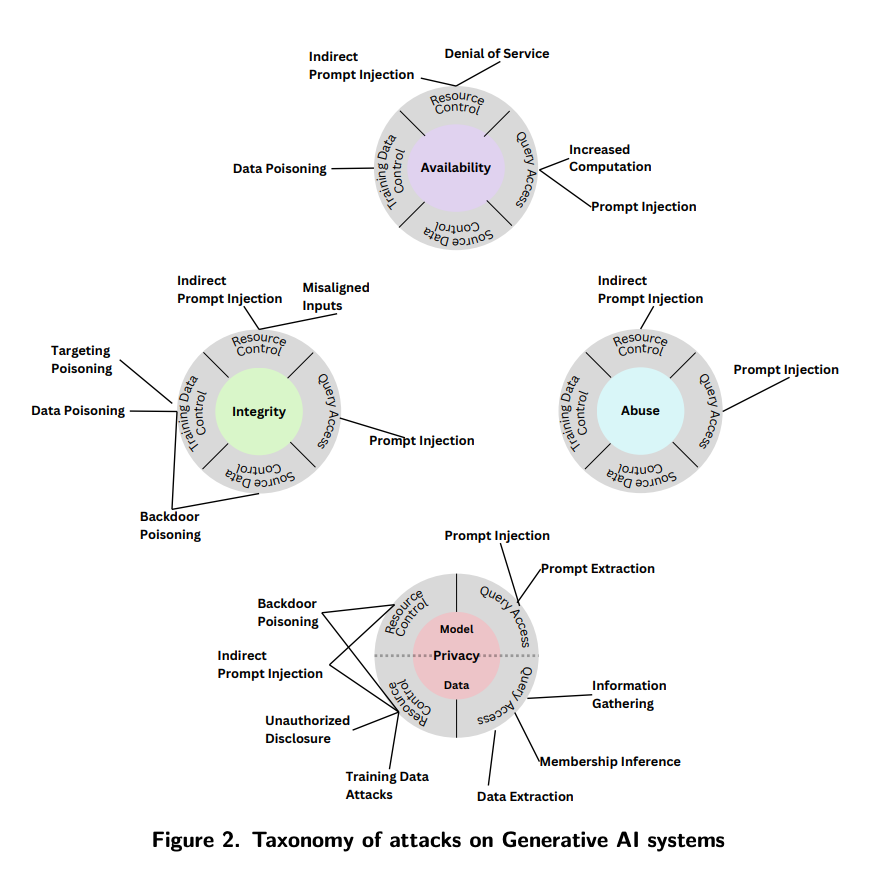 Indirect
Prompt Injection
Denial of Service
Resource
Control
Training Data
Control
Data Poisoning
Availability
Query Access
Increased
Computation
Prompt Injection
Source Data
Control
Indirect
Prompt Injection
Misaligned
Inputs
Targeting
Poisoning
Resource
Control
Training Data
Control
Data Poisoning
Integrity
Query Access
Prompt Injection
Source Data
Control
Backdoor
Poisoning
Indirect
Prompt Injection
Resource
Control
Training Data
Control
Abuse
Query Access
Prompt Injection
Source Data
Control
Prompt Injection
Prompt Extraction
Backdoor
Poisoning
Resource
Control
Query Access
Model
Privacy
Data
Indirect
Prompt Injection
Resource
Control
Query Access
Information
Gathering
Unauthorized
Disclosure
Membership Inference
Training Data
Attacks
Data Extraction
Figure 2. Taxonomy of attacks on Generative AI systems